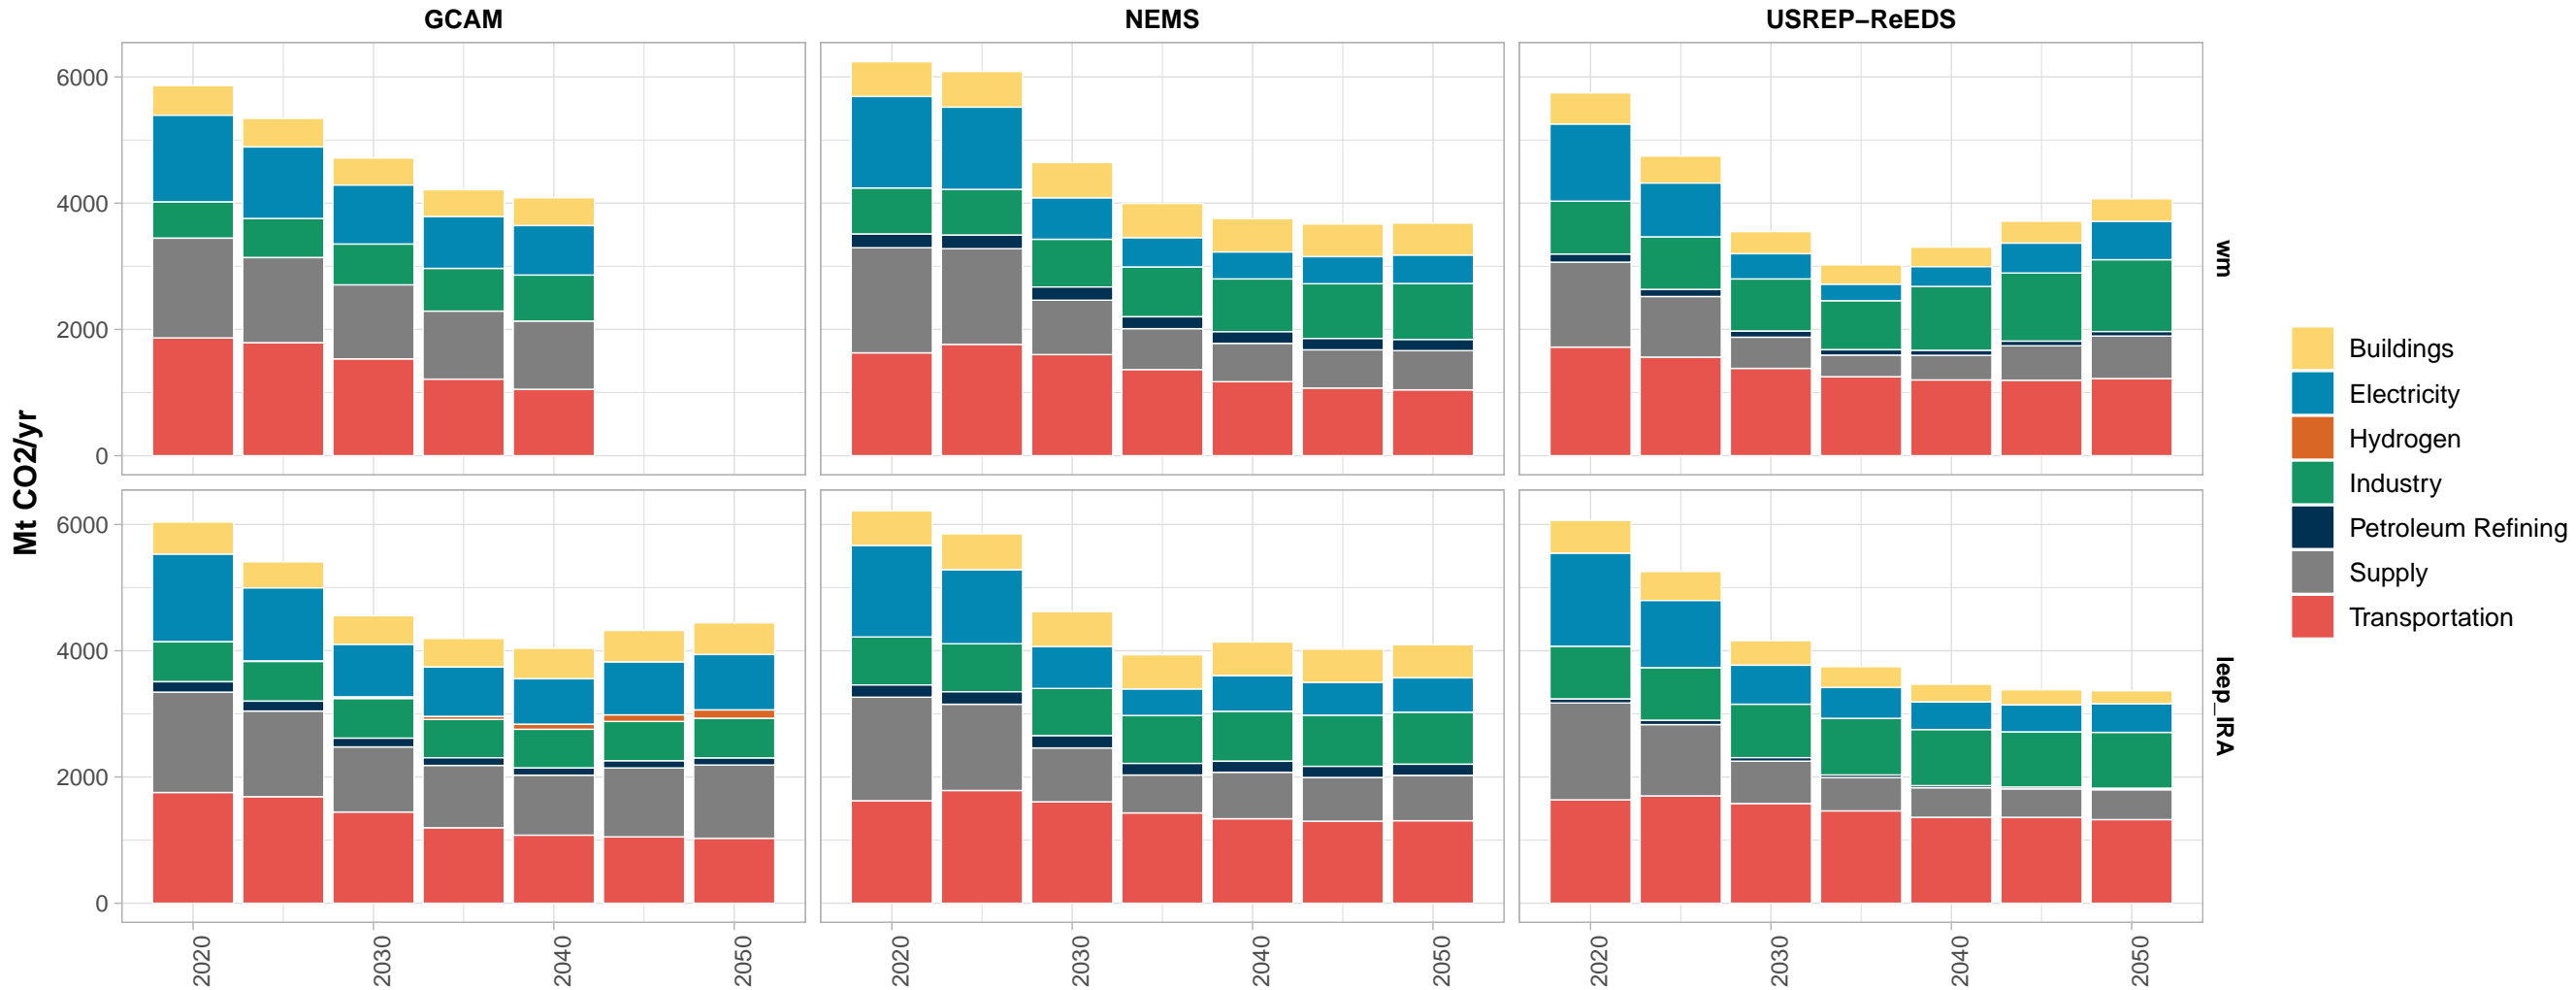 GCAM
NEMS
USREP−ReEDS
Mt CO2/yr
6000
4000
2000
0
wm
6000
4000
2000
0
leep_IRA
2020
2030
2040
2050
2020
2030
2040
2050
2020
2030
2040
2050
Buildings
Electricity
Hydrogen
Industry
Petroleum Refining
Supply
Transportation